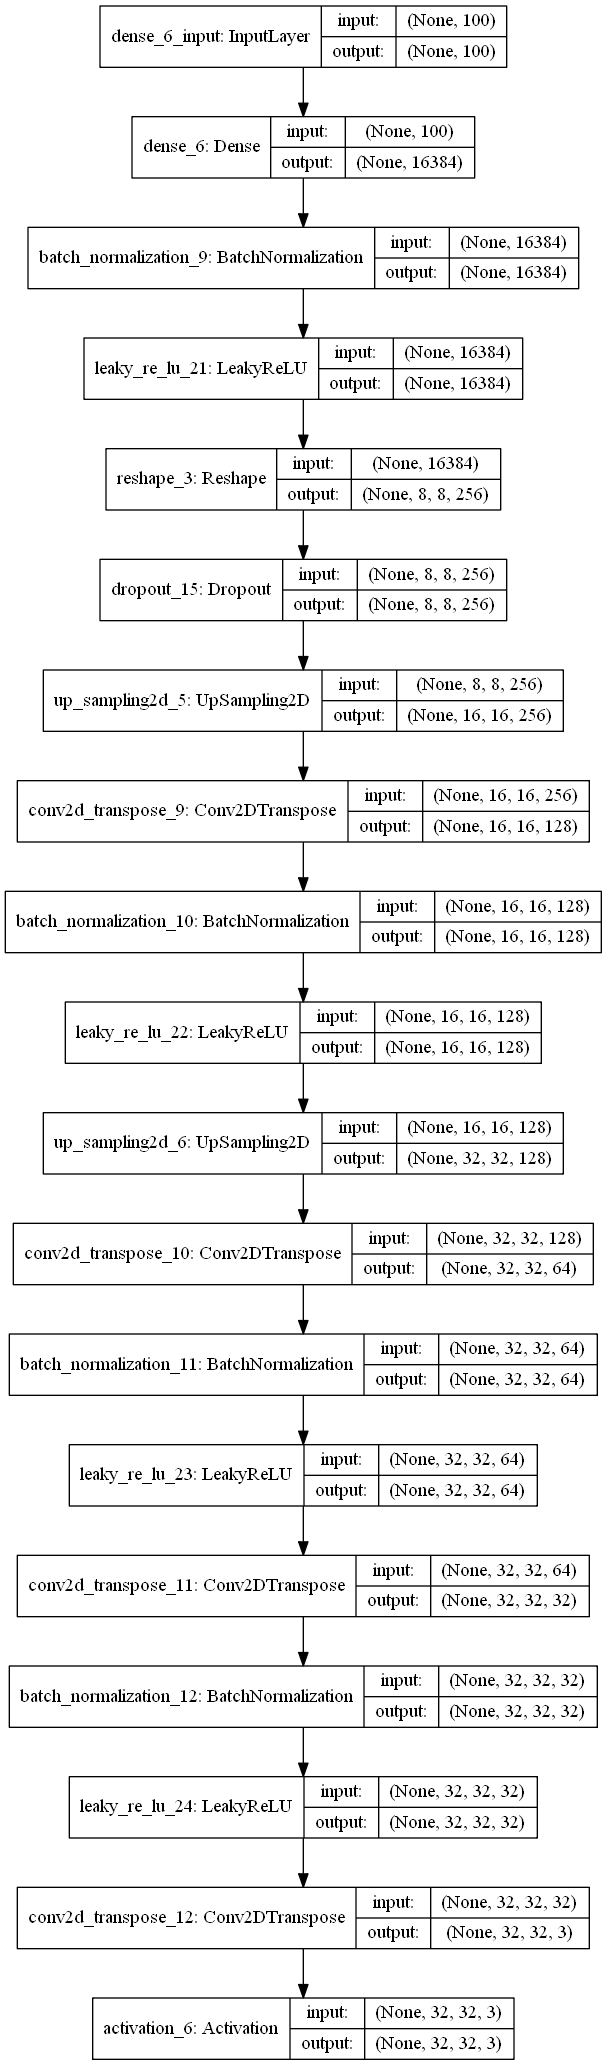 dense_6_input: InputLayer
input: (None, 100)
output: (None, 100)
dense_6: Dense
input: (None, 100)
output: (None, 16384)
batch_normalization_9: BatchNormalization
input: (None, 16384)
output: (None, 16384)
leaky_re_lu_21: LeakyReLU
input: (None, 16384)
output: (None, 16384)
reshape_3: Reshape
input: (None, 16384)
output: (None, 8, 8, 256)
dropout_15: Dropout
input: (None, 8, 8, 256)
output: (None, 8, 8, 256)
up_sampling2d_5: UpSampling2D
input: (None, 8, 8, 256)
output: (None, 16, 16, 256)
conv2d_transpose_9: Conv2DTranspose
input: (None, 16, 16, 256)
output: (None, 16, 16, 128)
batch_normalization_10: BatchNormalization
input: (None, 16, 16, 128)
output: (None, 16, 16, 128)
leaky_re_lu_22: LeakyReLU
input: (None, 16, 16, 128)
output: (None, 16, 16, 128)
up_sampling2d_6: UpSampling2D
input: (None, 16, 16, 128)
output: (None, 32, 32, 128)
conv2d_transpose_10: Conv2DTranspose
input: (None, 32, 32, 128)
output: (None, 32, 32, 64)
batch_normalization_11: BatchNormalization
input: (None, 32, 32, 64)
output: (None, 32, 32, 64)
leaky_re_lu_23: LeakyReLU
input: (None, 32, 32, 64)
output: (None, 32, 32, 64)
conv2d_transpose_11: Conv2DTranspose
input: (None, 32, 32, 64)
output: (None, 32, 32, 32)
batch_normalization_12: BatchNormalization
input: (None, 32, 32, 32)
output: (None, 32, 32, 32)
leaky_re_lu_24: LeakyReLU
input: (None, 32, 32, 32)
output: (None, 32, 32, 32)
conv2d_transpose_12: Conv2DTranspose
input: (None, 32, 32, 32)
output: (None, 32, 32, 3)
activation_6: Activation
input: (None, 32, 32, 3)
output: (None, 32, 32, 3)